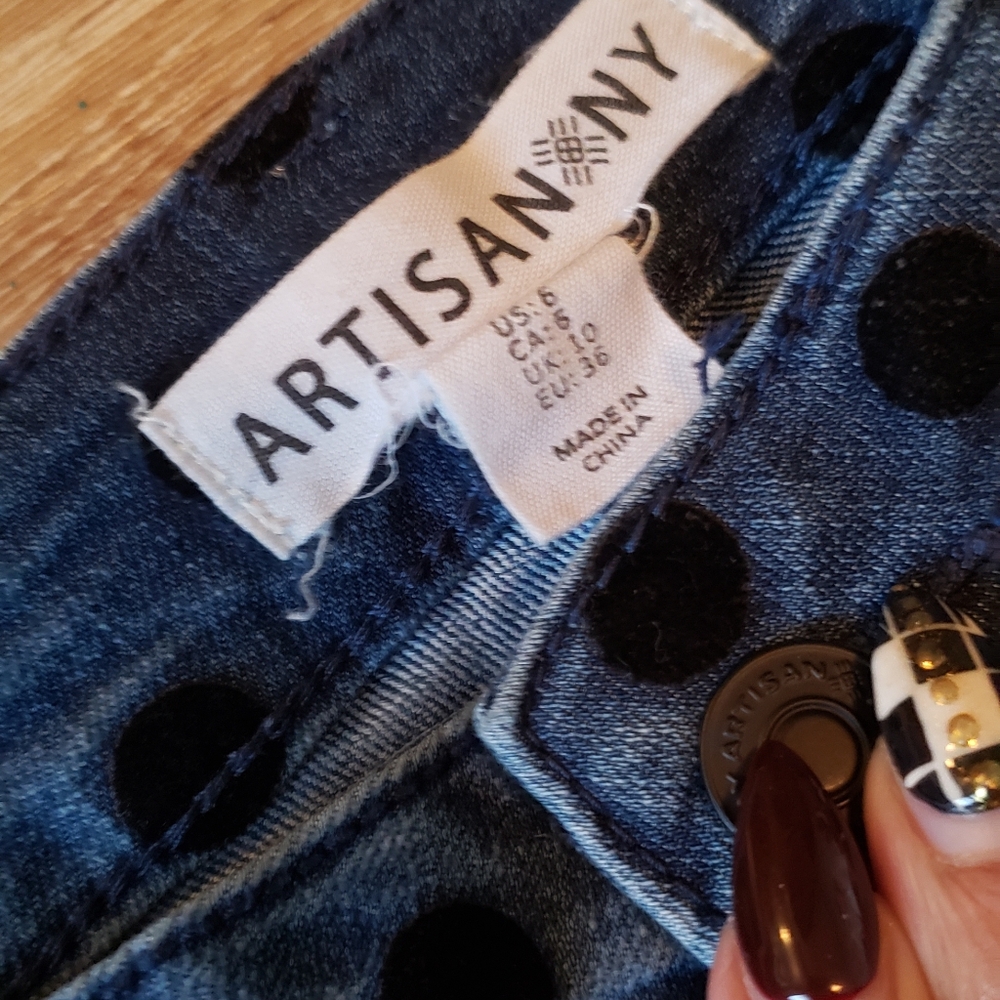 ARTISAN NY
US: 6
CA: 6
UK: 10
EU: 36
MADE IN
CHINA
ARTISAN